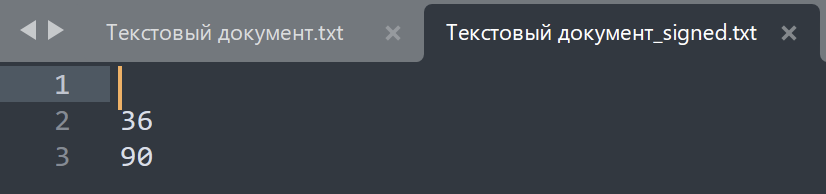 Текстовый документ.txt
Текстовый документ_signed.txt
1
2 36
3 90